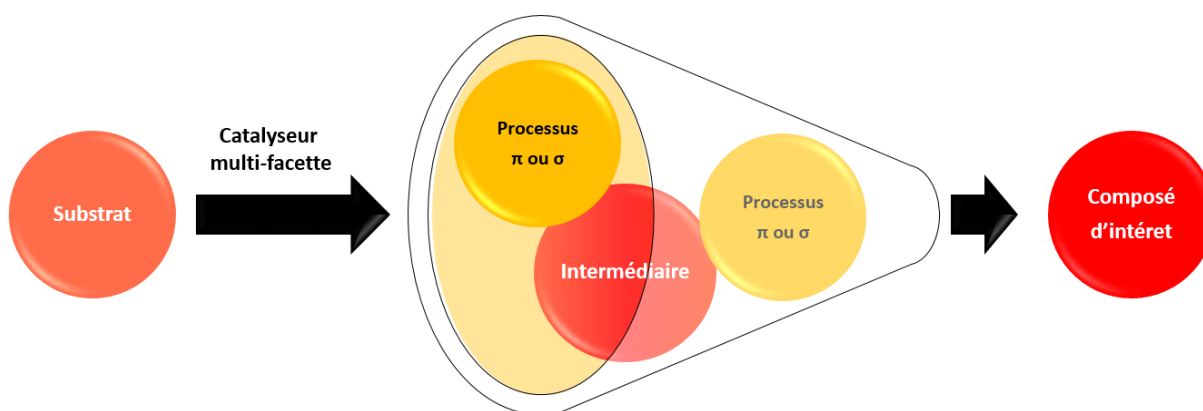 Substrat
Catalyseur
multi-facette
Processus
π ou σ
Intermédiaire
Processus
π ou σ
Composé
d'intéret